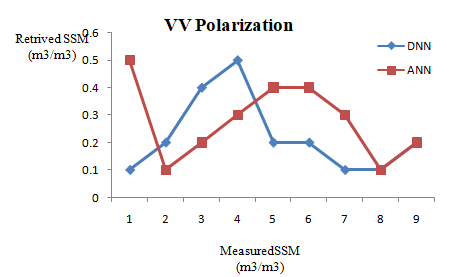 VV Polarization
Retrived SSM
(m3/m3)
0.6
0.5
0.4
0.3
0.2
0.1
0
1 2 3 4 5 6 7 8 9
DNN
ANN
MeasuredSSM
(m3/m3)